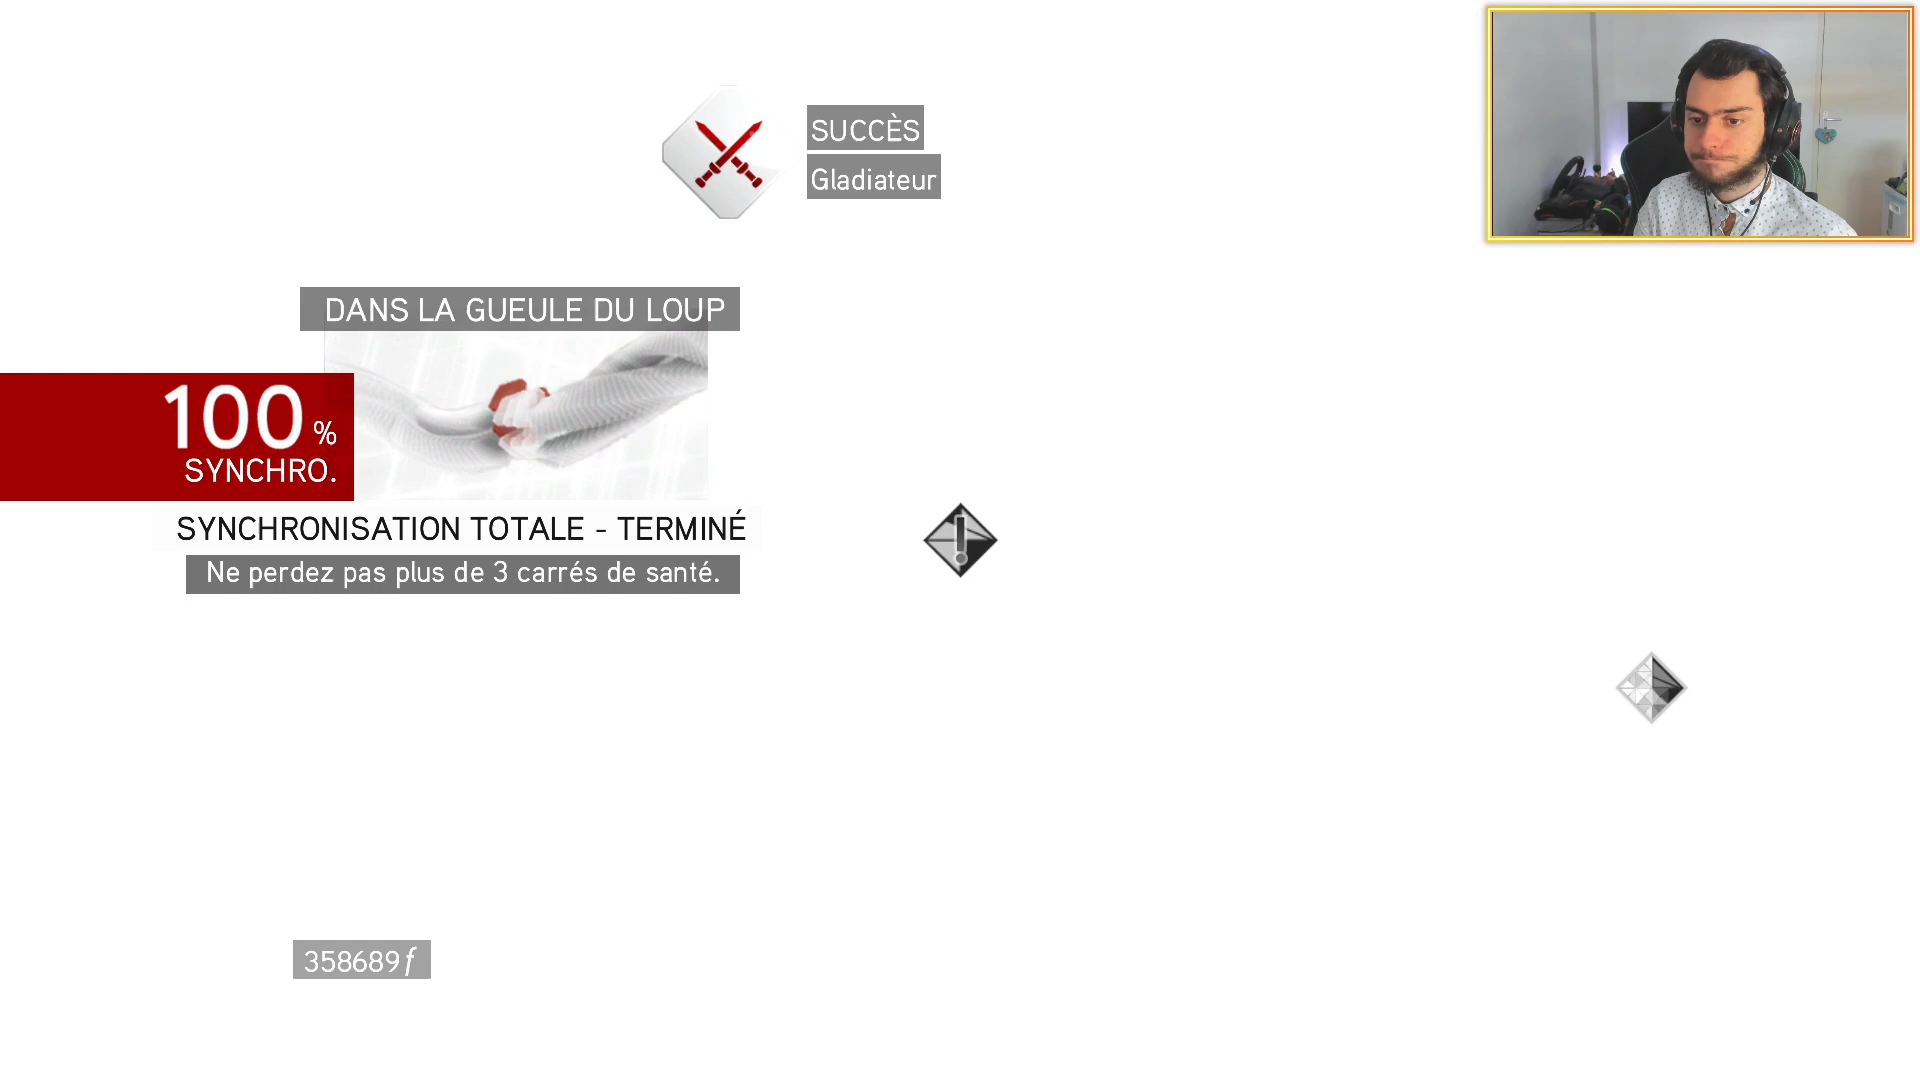 SUCCÈS
Gladiateur
DANS LA GUEULE DU LOUP
100 %
SYNCHRO.
SYNCHRONISATION TOTALE - TERMINÉ
Ne perdez pas plus de 3 carrés de santé.
358689ƒ